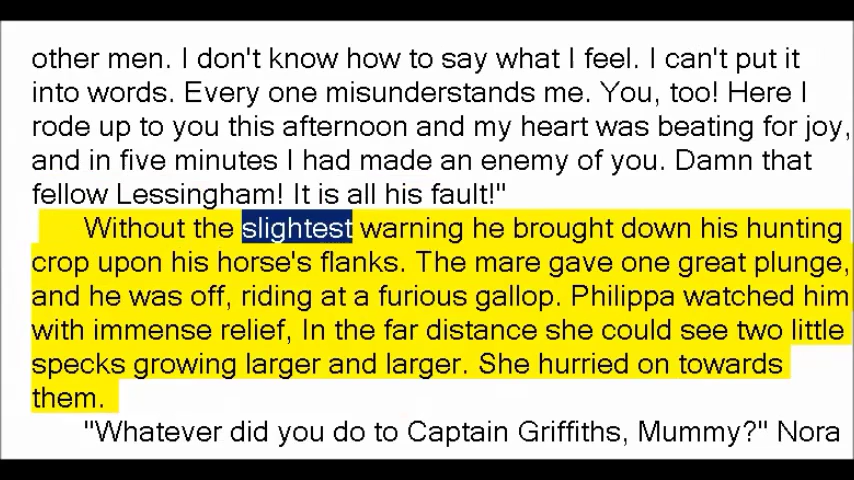 other men. I don't know how to say what I feel. I can't put it
into words. Every one misunderstands me. You, too! Here I
rode up to you this afternoon and my heart was beating for joy,
and in five minutes I had made an enemy of you. Damn that
fellow Lessingham! It is all his fault!"
Without the slightest warning he brought down his hunting
crop upon his horse's flanks. The mare gave one great plunge,
and he was off, riding at a furious gallop. Philippa watched him
with immense relief, In the far distance she could see two little
specks growing larger and larger. She hurried on towards
them.
"Whatever did you do to Captain Griffiths, Mummy?" Nora